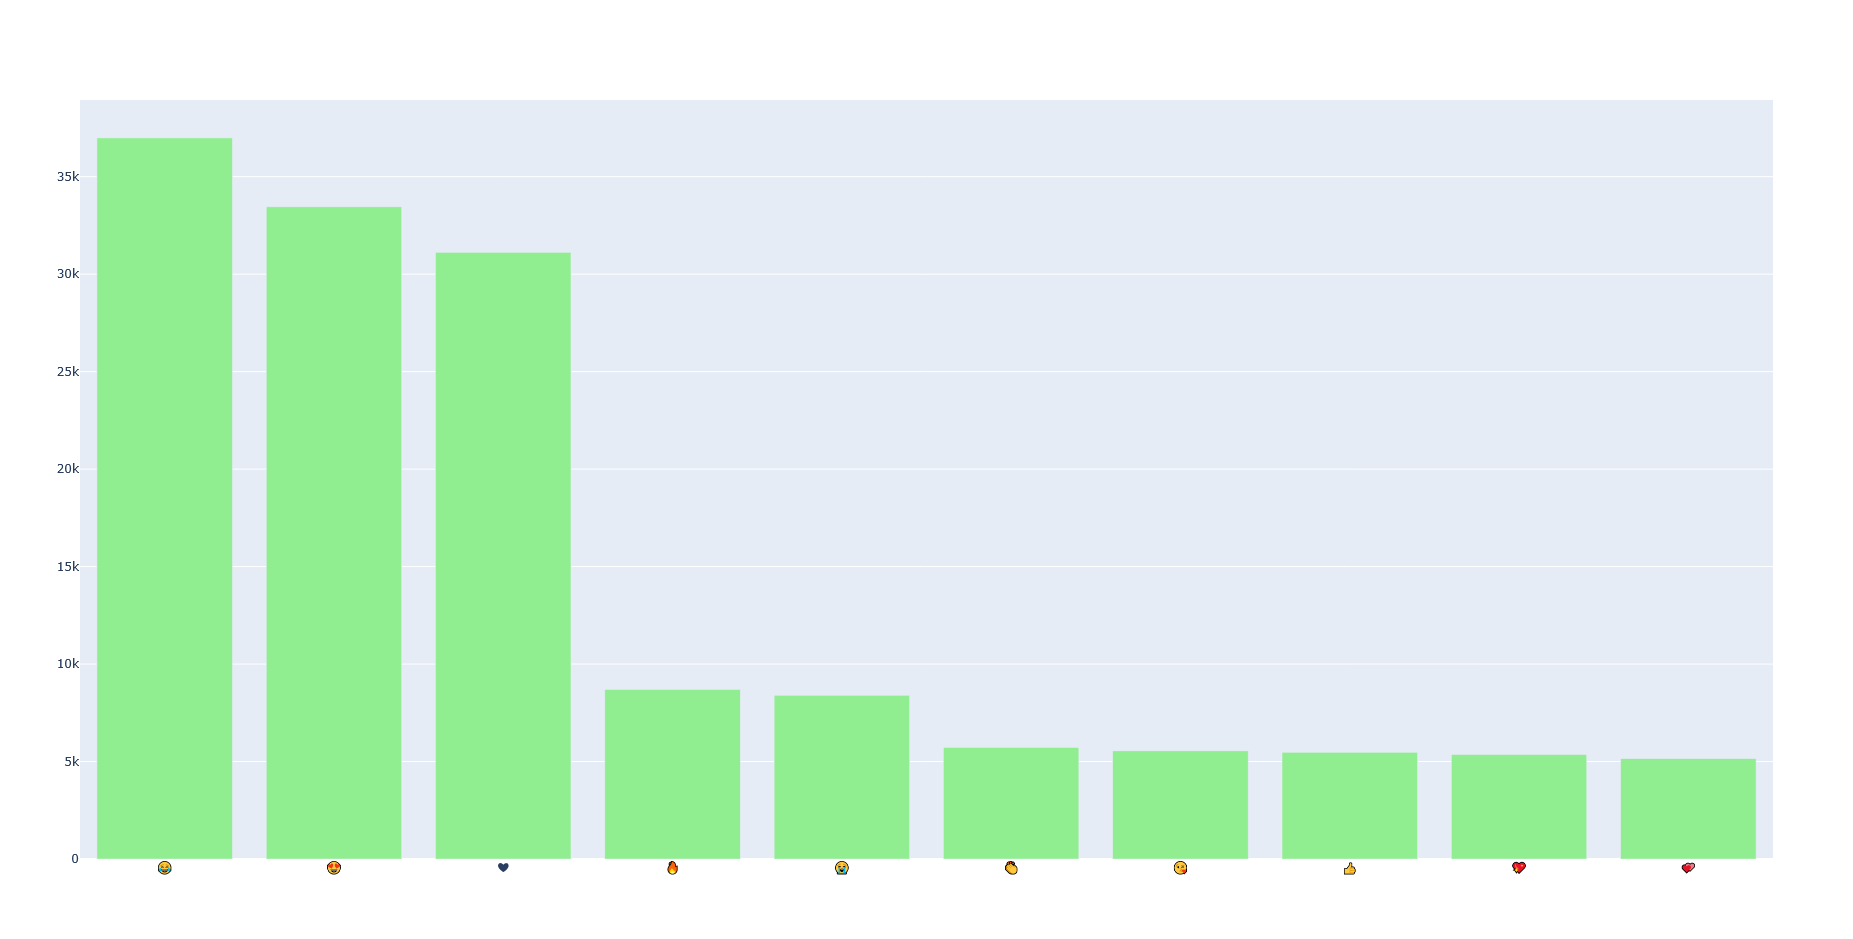 35k
30k
25k
20k
15k
10k
5k
0
😂 😍 ❤ 🔥 😭 👏 😘 👍 💖 💕